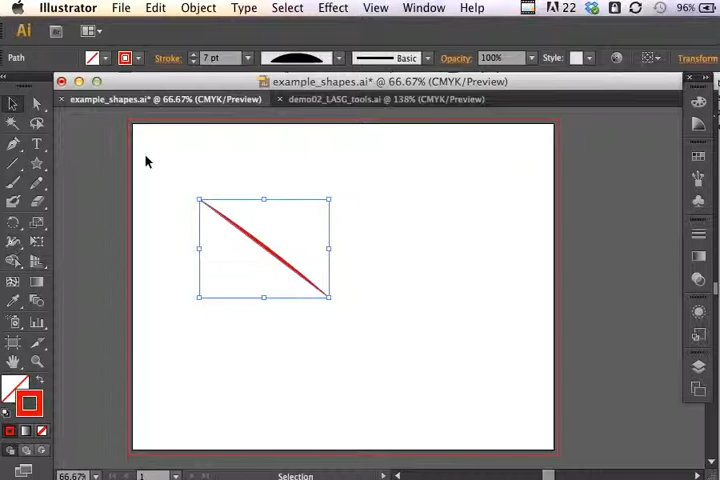 Illustrator File Edit Object Type Select Effect View Window Help A 22 96%
Ai Br
Path Stroke: 7 pt Basic Opacity: 100% Style: Transform
example_shapes.ai* @ 66.67% (CMYK/Preview)
× example_shapes.ai* @ 66.67% (CMYK/Preview) × demo02_LASG_tools.ai @ 138% (CMYK/Preview)
T
66.67% 1 Selection